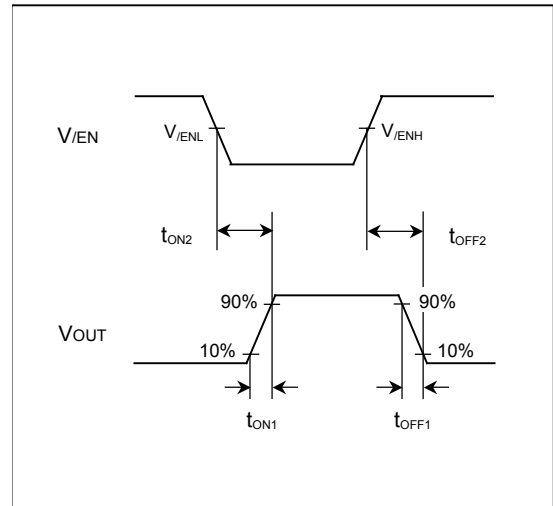 V/EN
V/ENL
V/ENH
tON2
tOFF2
VOUT
90%
90%
10%
10%
tON1
tOFF1